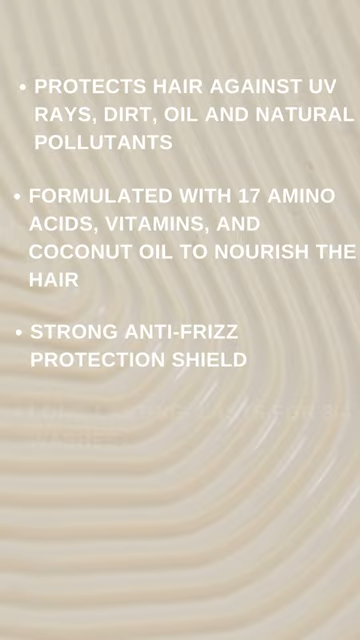 • PROTECTS HAIR AGAINST UV
RAYS, DIRT, OIL AND NATURAL
POLLUTANTS
• FORMULATED WITH 17 AMINO
ACIDS, VITAMINS, AND
COCONUT OIL TO NOURISH THE
HAIR
• STRONG ANTI-FRIZZ
PROTECTION SHIELD